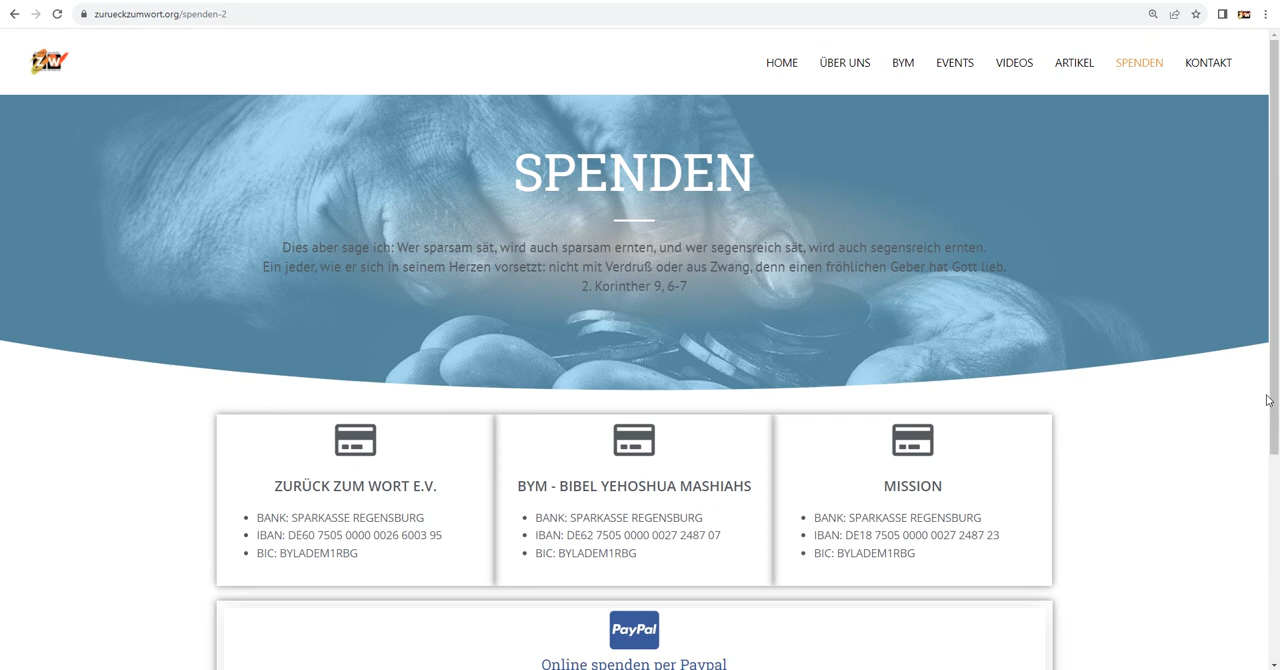 zurueckzumwort.org/spenden-2
ZW
HOME ÜBER UNS BYM EVENTS VIDEOS ARTIKEL SPENDEN KONTAKT
SPENDEN
Dies aber sage ich: Wer sparsam sät, wird auch sparsam ernten, und wer segensreich sät, wird auch segensreich ernten.
Ein jeder, wie er sich in seinem Herzen vorsetzt: nicht mit Verdruß oder aus Zwang, denn einen fröhlichen Geber hat Gott lieb.
2. Korinther 9, 6-7
ZURÜCK ZUM WORT E.V.
BANK: SPARKASSE REGENSBURG
IBAN: DE60 7505 0000 0026 6003 95
BIC: BYLADEM1RBG
BYM - BIBEL YEHOSHUA MASHIAHS
BANK: SPARKASSE REGENSBURG
IBAN: DE62 7505 0000 0027 2487 07
BIC: BYLADEM1RBG
MISSION
BANK: SPARKASSE REGENSBURG
IBAN: DE18 7505 0000 0027 2487 23
BIC: BYLADEM1RBG
PayPal
Online spenden per Paypal